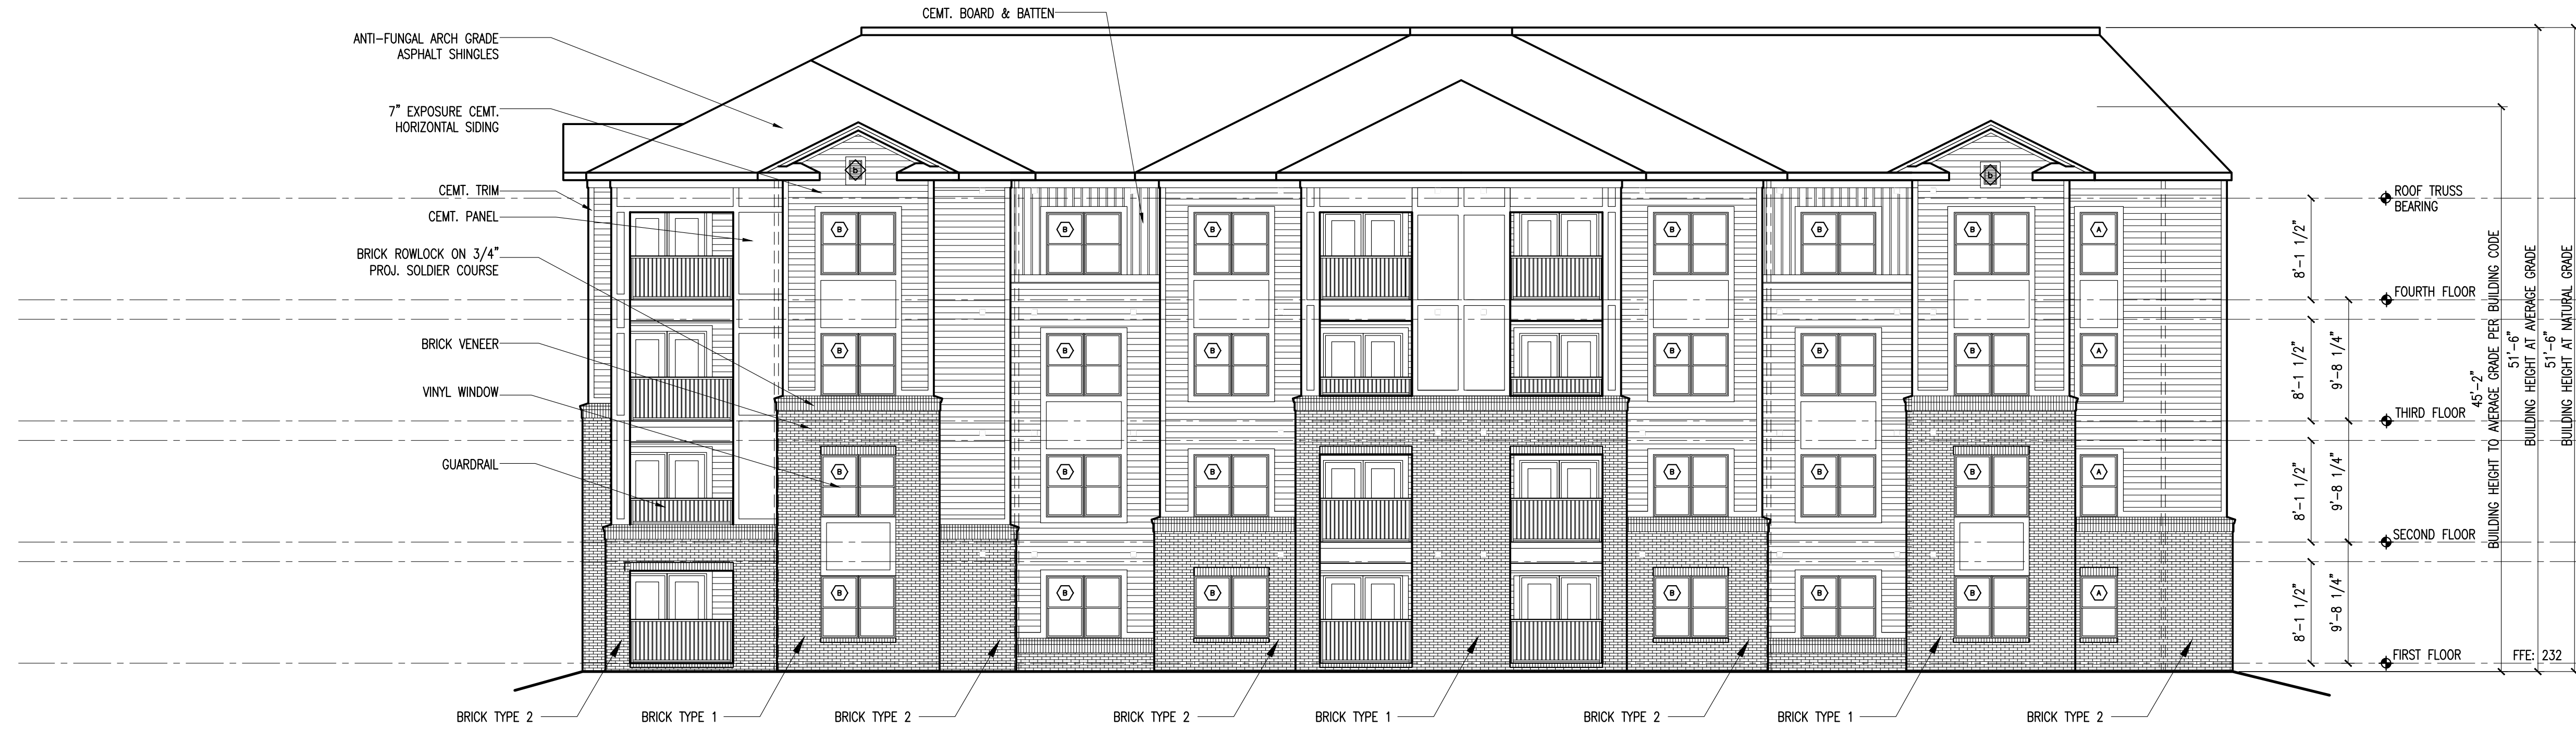 CEMT. BOARD & BATTEN
ANTI-FUNGAL ARCH GRADE
ASPHALT SHINGLES
7" EXPOSURE CEMT.
HORIZONTAL SIDING
CEMT. TRIM
CEMT. PANEL
BRICK ROWLOCK ON 3/4"
PROJ. SOLDIER COURSE
BRICK VENEER
VINYL WINDOW
GUARDRAIL
b
b
B
B
B
B
B
B
A
B
B
B
B
B
B
A
B
B
B
B
B
B
A
B
B
B
B
B
B
A
ROOF TRUSS
BEARING
FOURTH FLOOR
THIRD FLOOR
SECOND FLOOR
FIRST FLOOR
FFE: 232
8'-1 1/2"
8'-1 1/2"
8'-1 1/2"
8'-1 1/2"
9'-8 1/4"
9'-8 1/4"
9'-8 1/4"
45'-2"
BUILDING HEIGHT TO AVERAGE GRADE PER BUILDING CODE
51'-6"
BUILDING HEIGHT AT AVERAGE GRADE
51'-6"
BUILDING HEIGHT AT NATURAL GRADE
BRICK TYPE 2
BRICK TYPE 1
BRICK TYPE 2
BRICK TYPE 2
BRICK TYPE 1
BRICK TYPE 2
BRICK TYPE 1
BRICK TYPE 2